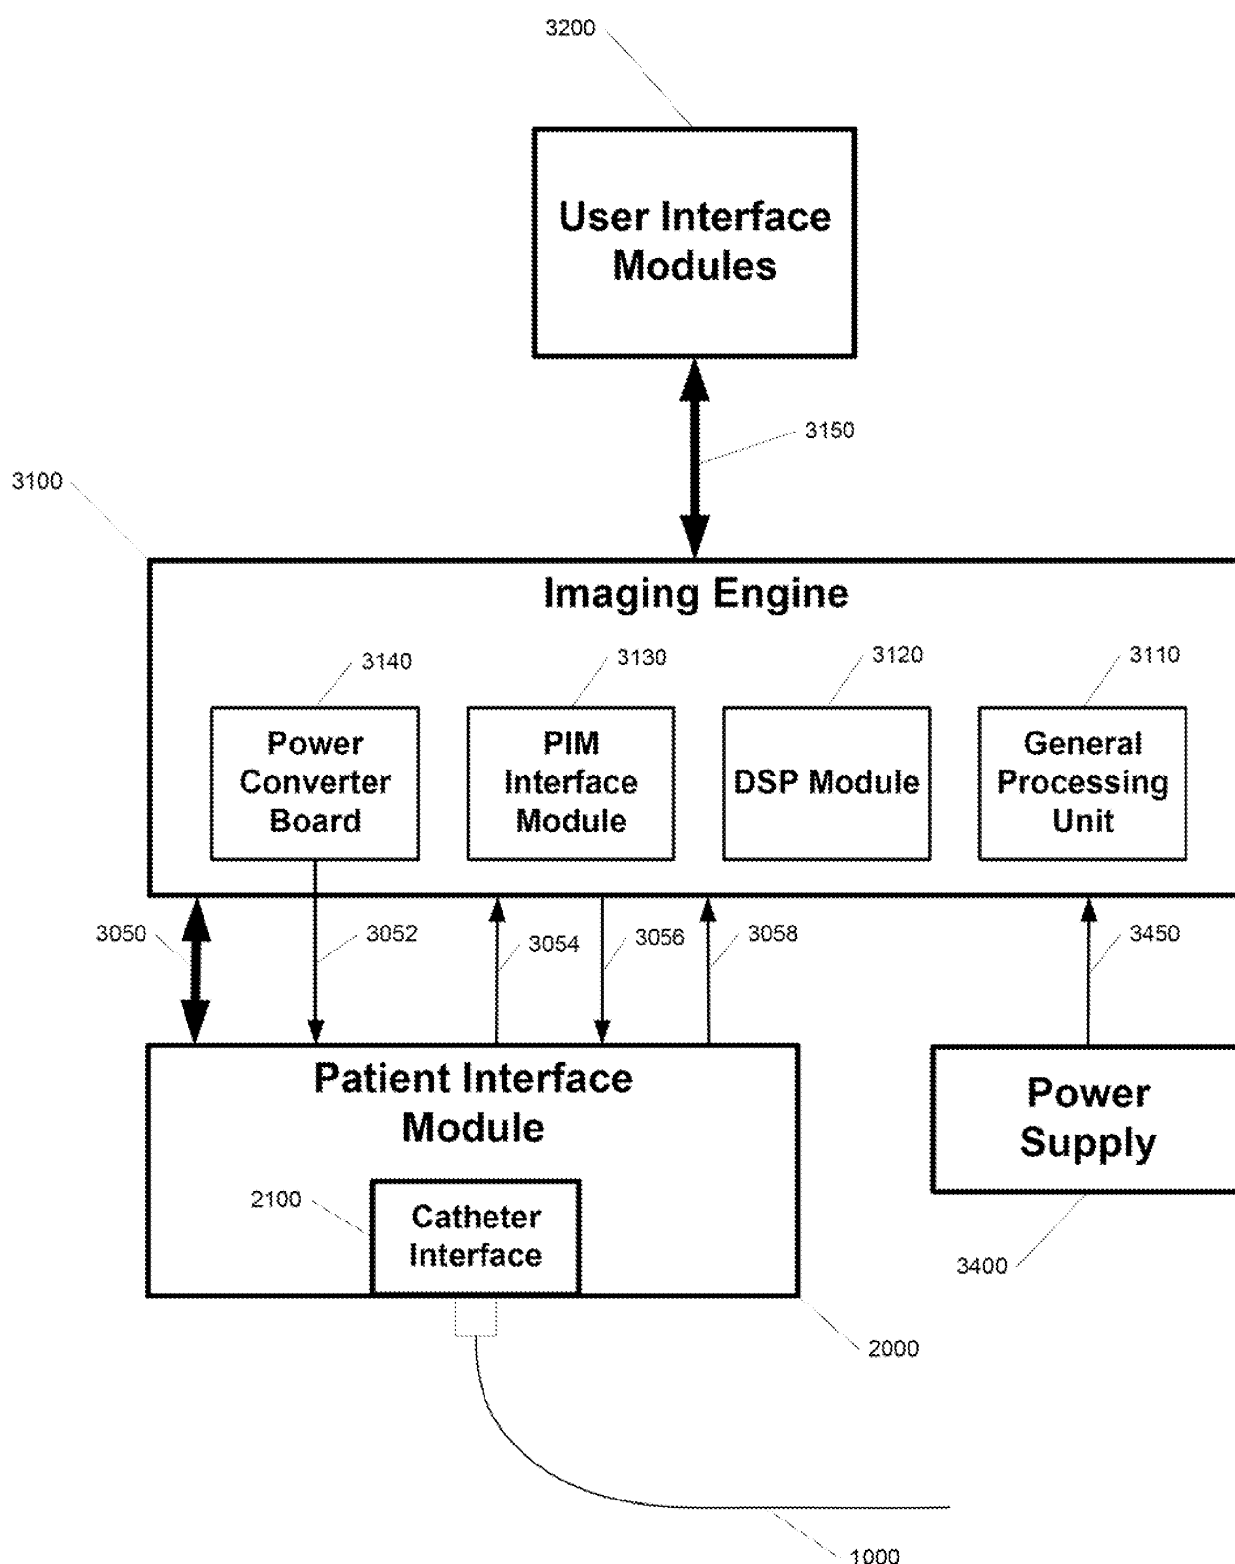 3200
User Interface
Modules
3150
3100
Imaging Engine
3140
3130
3120
3110
Power
Converter
Board
PIM
Interface
Module
DSP Module
General
Processing
Unit
3050
3052
3054
3056
3058
3450
Patient Interface
Module
Power
Supply
2100
Catheter
Interface
3400
2000
1000